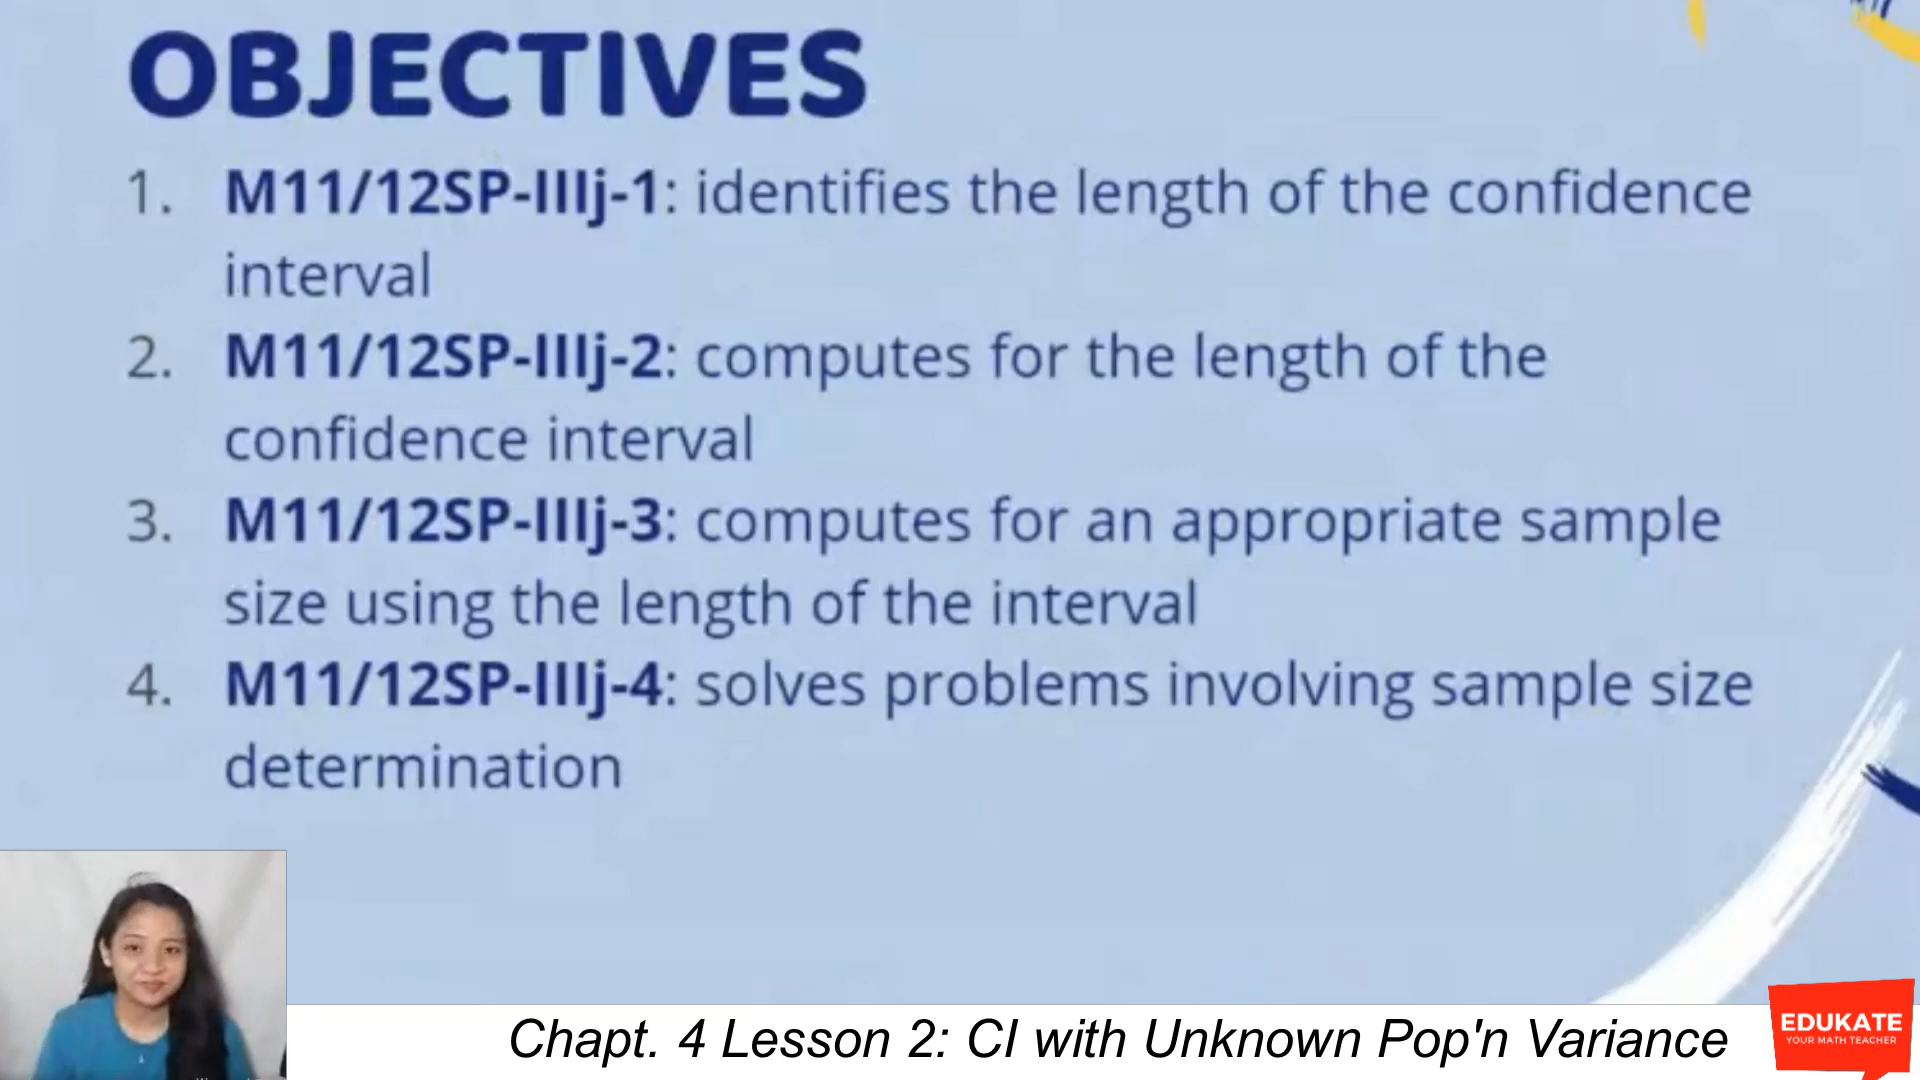 OBJECTIVES
1. M11/12SP-IIIj-1: identifies the length of the confidence
interval
2. M11/12SP-IIIj-2: computes for the length of the
confidence interval
3. M11/12SP-IIIj-3: computes for an appropriate sample
size using the length of the interval
4. M11/12SP-IIIj-4: solves problems involving sample size
determination
Chapt. 4 Lesson 2: CI with Unknown Pop'n Variance
EDUKATE
YOUR MATH TEACHER